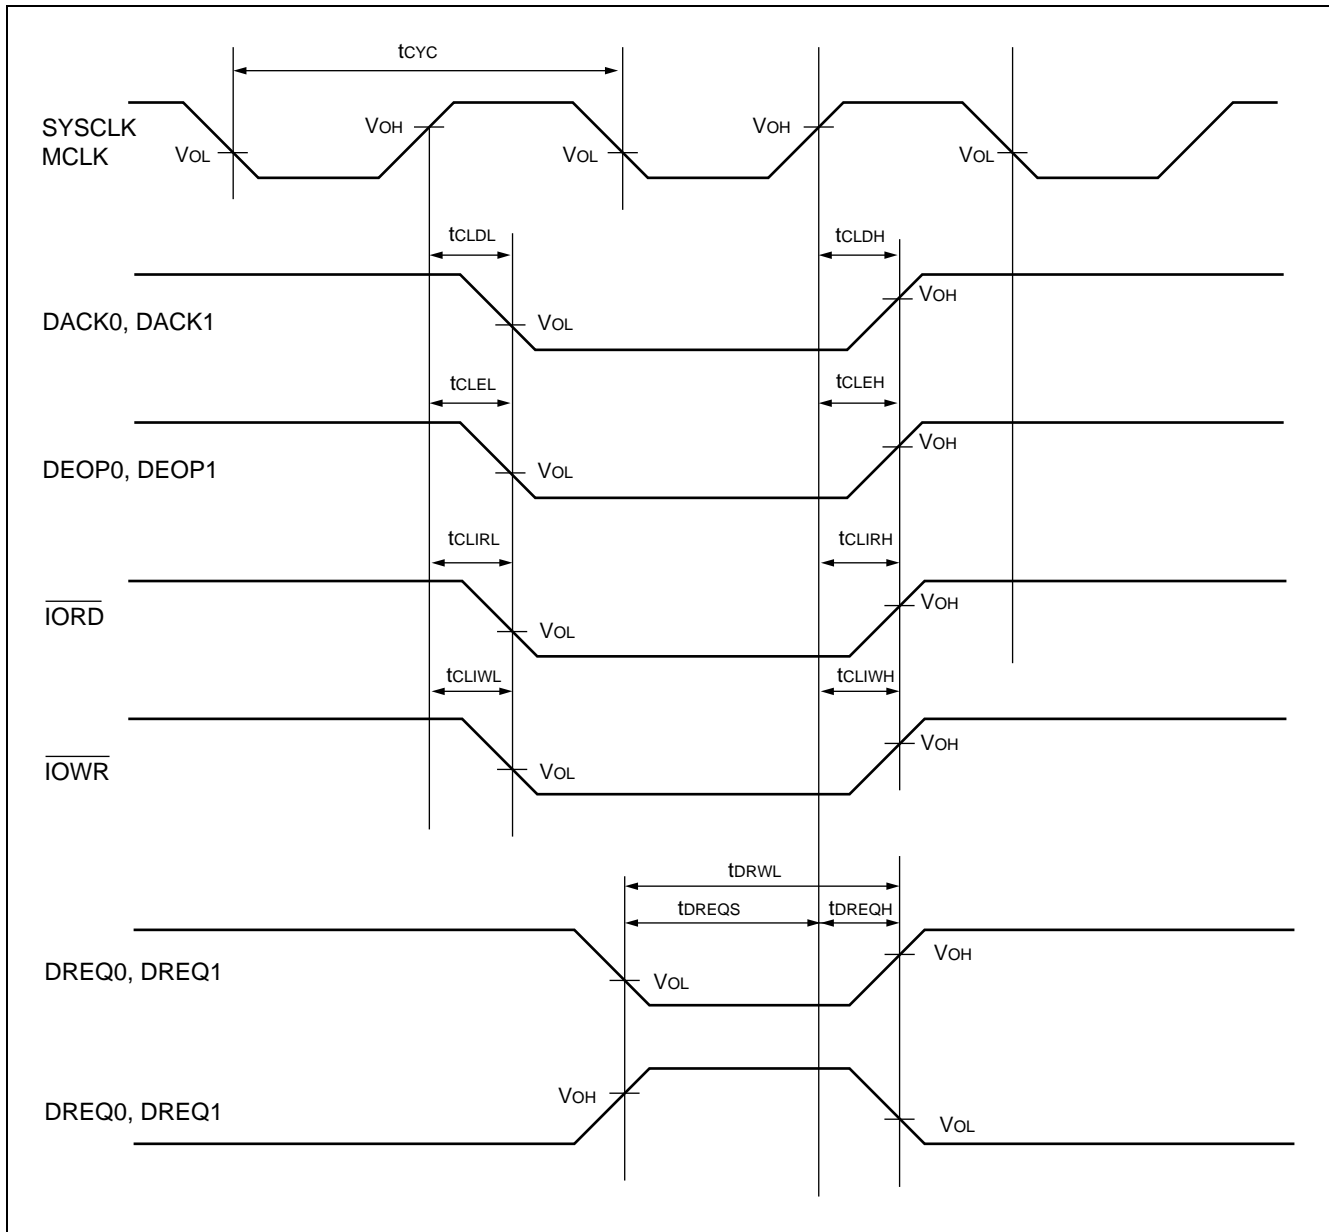 tCYC
SYSCLK
MCLK
VOL
VOH
VOL
VOH
VOL
tCLDL
tCLDH
DACK0, DACK1
VOL
VOH
tCLEL
tCLEH
DEOP0, DEOP1
VOL
VOH
tCLIRL
tCLIRH
IORD
VOL
VOH
tCLIWL
tCLIWH
IOWR
VOL
VOH
tDRWL
tDREQS
tDREQH
DREQ0, DREQ1
VOL
VOH
DREQ0, DREQ1
VOH
VOL